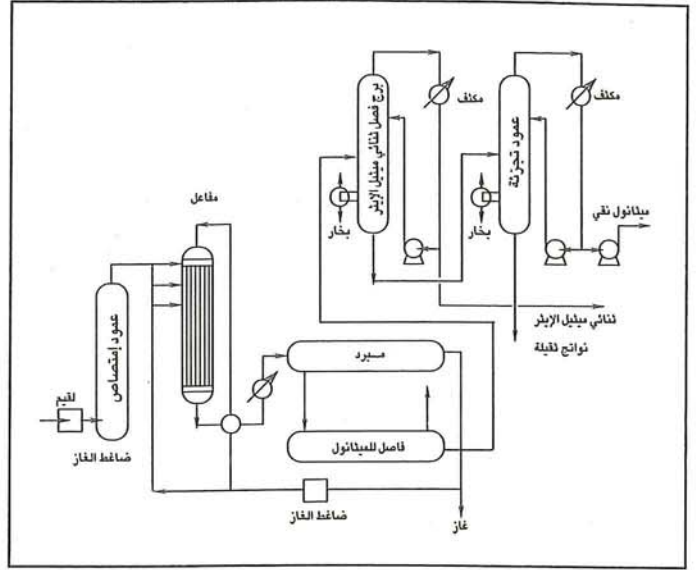 مكثف
مكثف
برج فصل ثنائي ميثيل الإيثر
عمود تجزئة
بخار
بخار
ميثانول نقي
ثنائي ميثيل الإيثر
نواتج ثقيلة
مفاعل
عمود إمتصاص
لقيم
ضاغط الغاز
مبرد
فاصل للميثانول
ضاغط الغاز
غاز